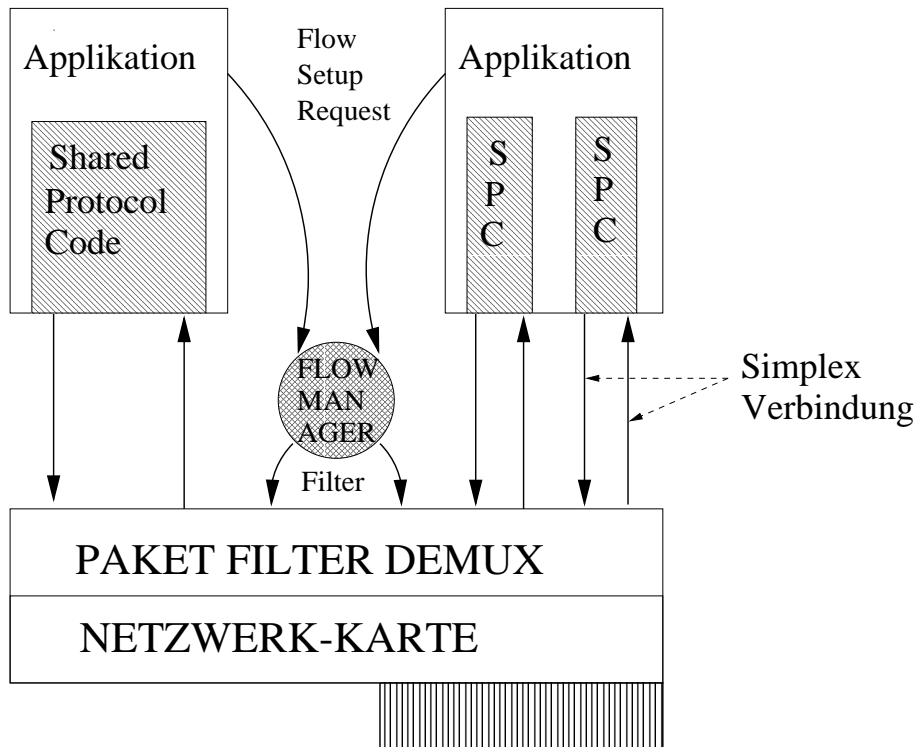 Applikation
Shared
Protocol
Code
Flow
Setup
Request
Applikation
S
P
C
S
P
C
FLOW
MAN
AGER
Filter
Simplex
Verbindung
PAKET FILTER DEMUX
NETZWERK-KARTE